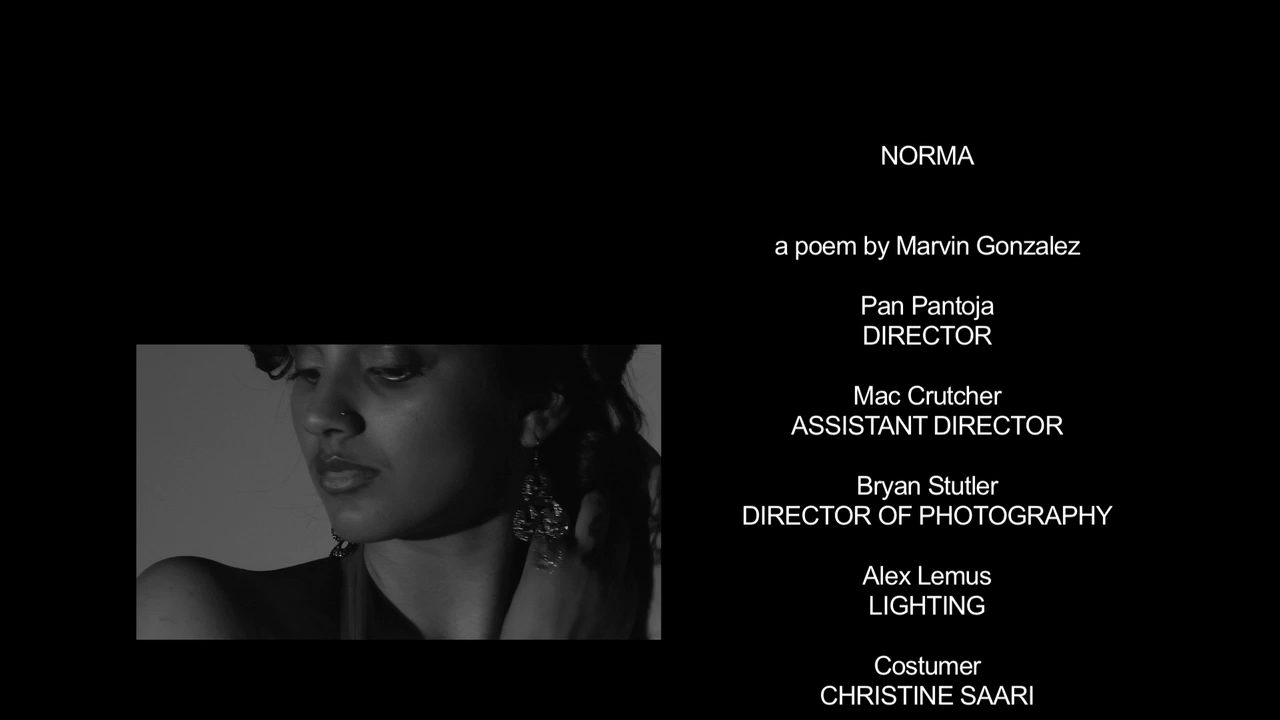 NORMA
a poem by Marvin Gonzalez
Pan Pantoja
DIRECTOR
Mac Crutcher
ASSISTANT DIRECTOR
Bryan Stutler
DIRECTOR OF PHOTOGRAPHY
Alex Lemus
LIGHTING
Costumer
CHRISTINE SAARI